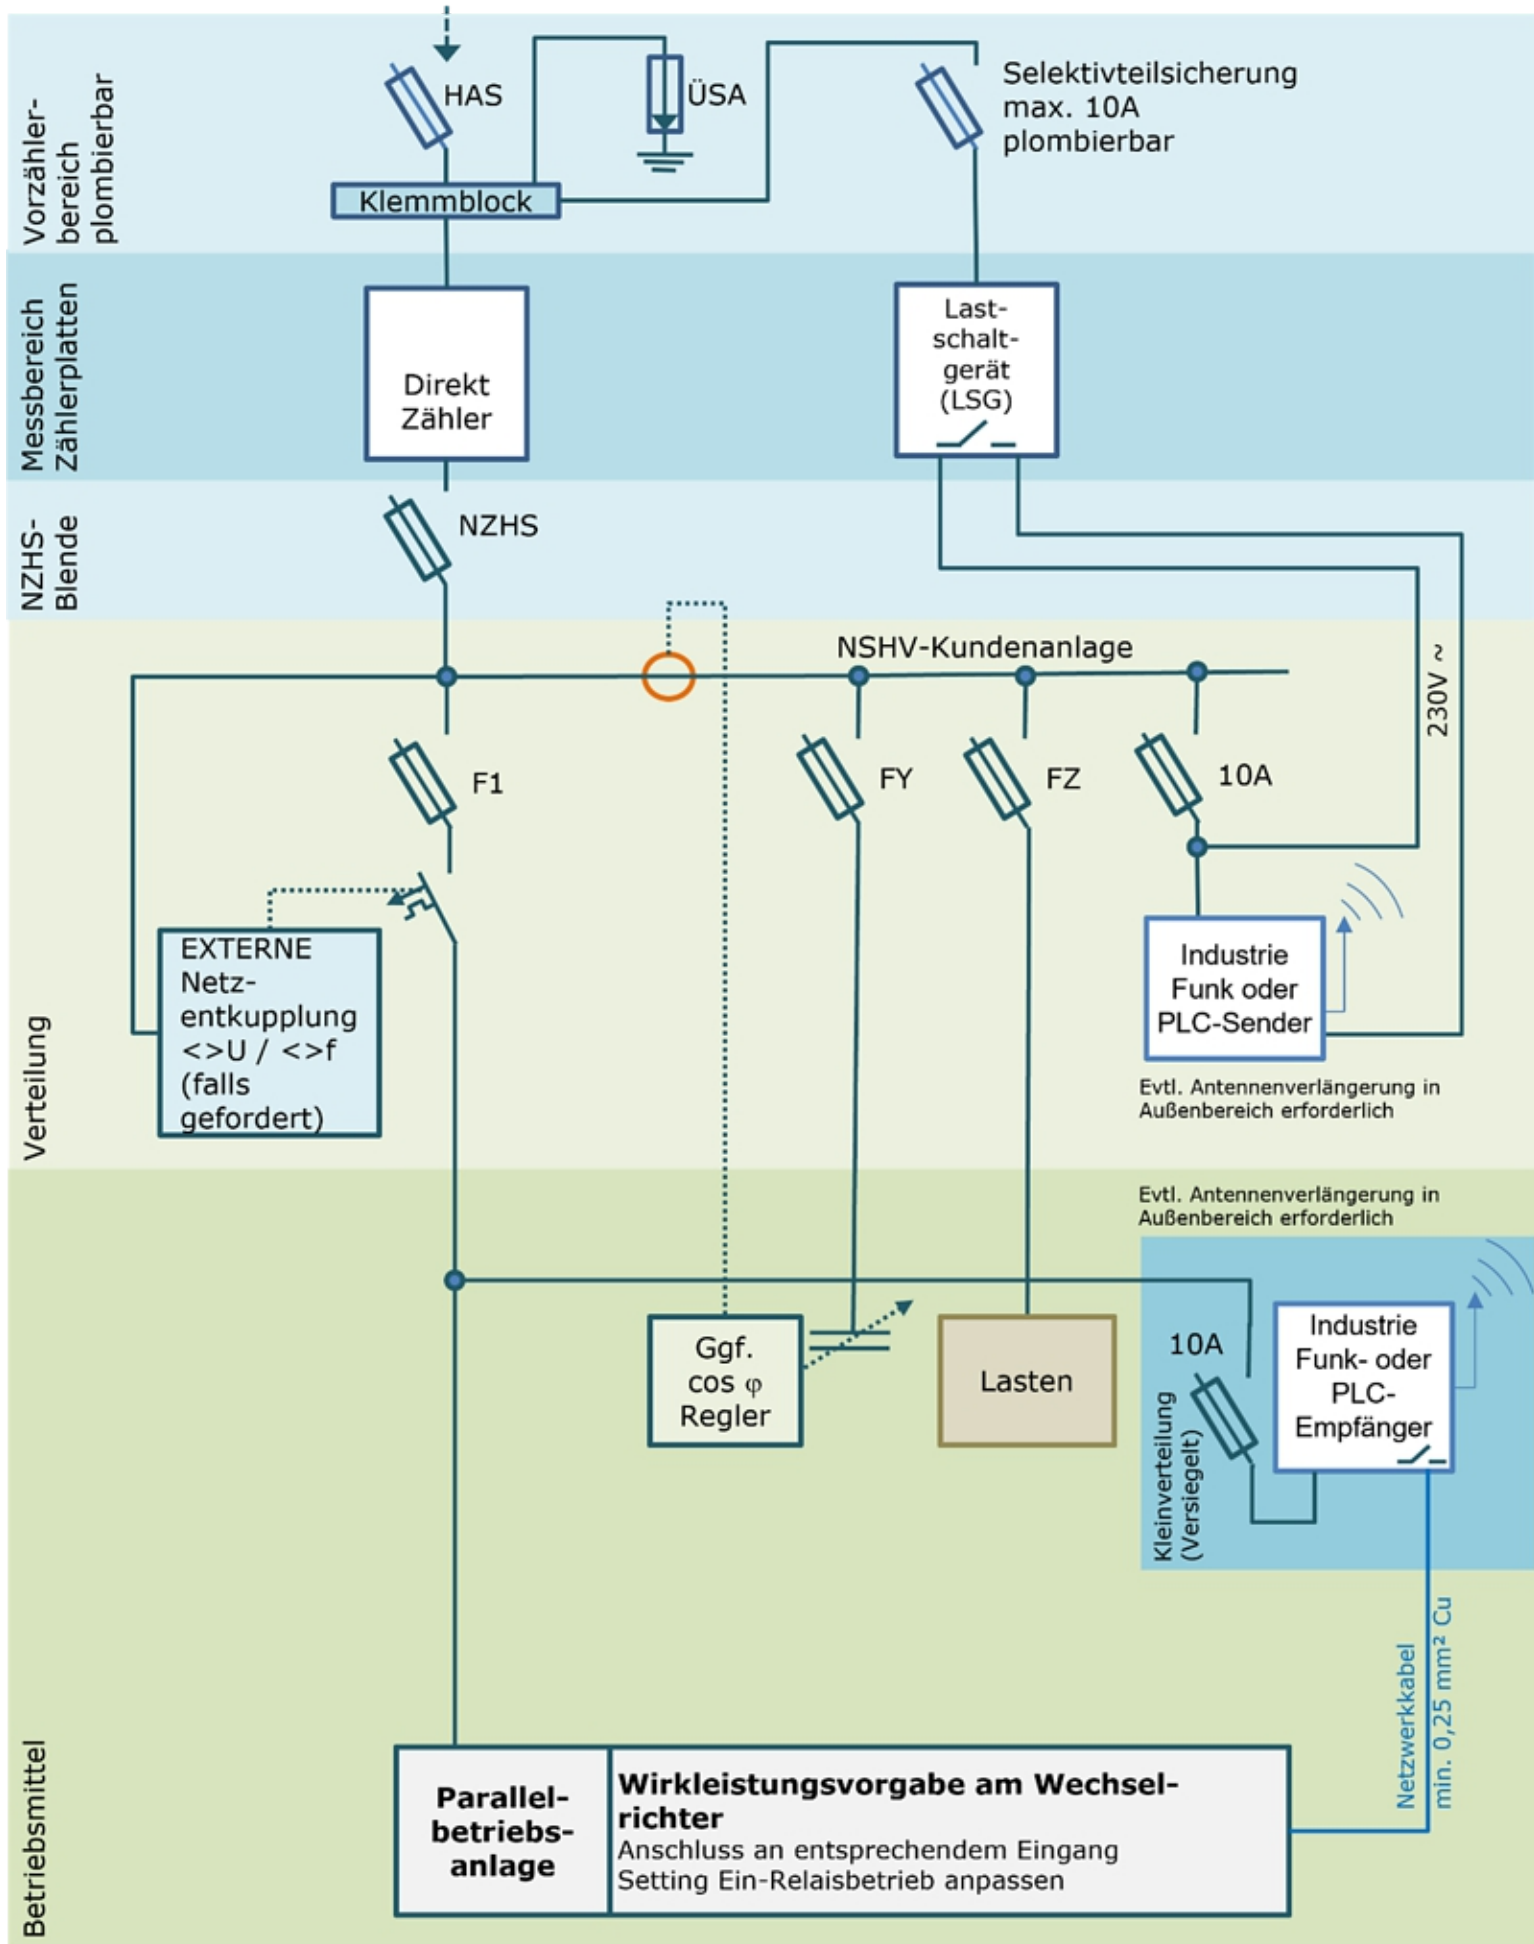 Vorzähler-
bereich
plombierbar
HAS
ÜSA
Selektivteilsicherung
max. 10A
plombierbar
Klemmblock
Messbereich
Zählerplatten
Direkt
Zähler
Last-
schalt-
gerät
(LSG)
NZHS-
Blende
NZHS
NSHV-Kundenanlage
230V ~
Verteilung
F1
FY
FZ
10A
EXTERNE
Netz-
entkupplung
<>U / <>f
(falls
gefordert)
Industrie
Funk oder
PLC-Sender
Evtl. Antennenverlängerung in
Außenbereich erforderlich
Betriebsmittel
Evtl. Antennenverlängerung in
Außenbereich erforderlich
Ggf.
cos φ
Regler
Lasten
10A
Kleinverteilung
(Versiegelt)
Industrie
Funk- oder
PLC-
Empfänger
Netzwerkkabel
min. 0,25 mm² Cu
Parallel-
betriebs-
anlage
Wirkleistungsvorgabe am Wechsel-
richter
Anschluss an entsprechendem Eingang
Setting Ein-Relaisbetrieb anpassen